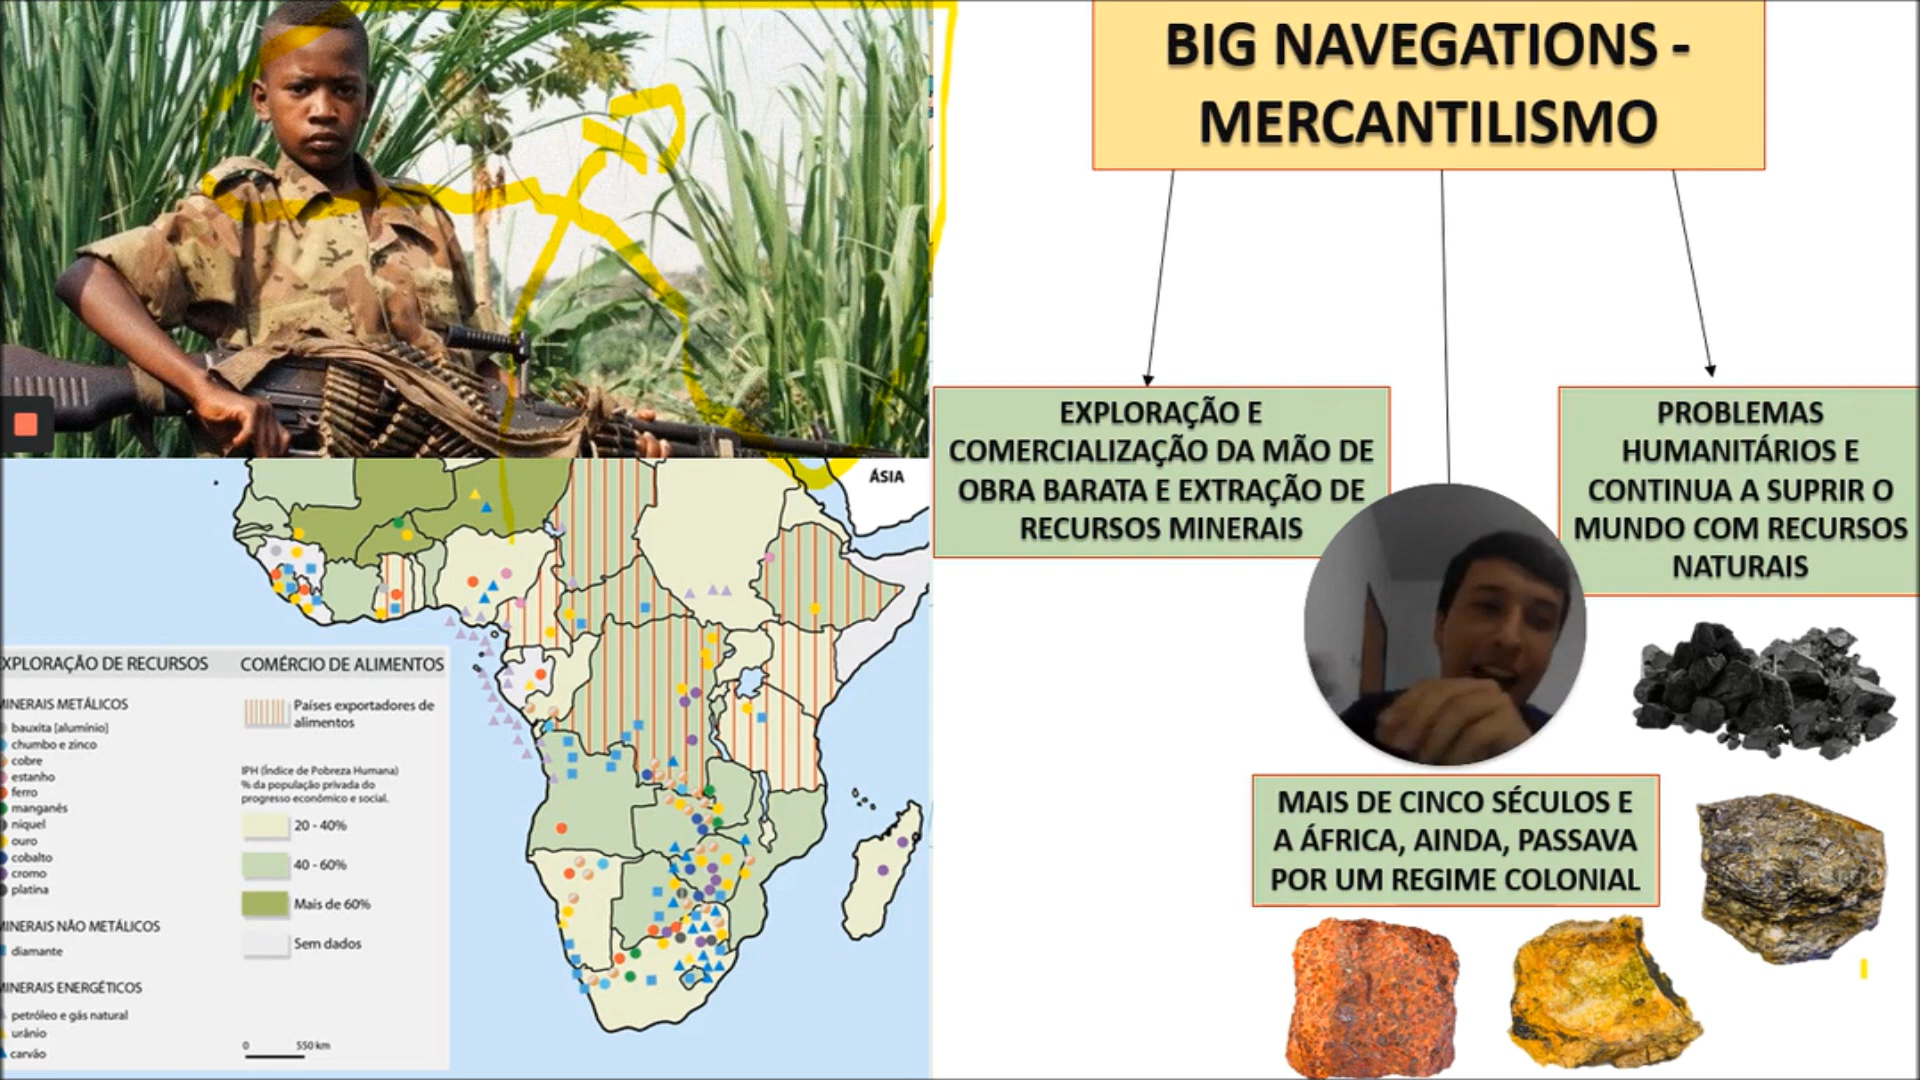 BIG NAVEGATIONS -
MERCANTILISMO
EXPLORAÇÃO E
COMERCIALIZAÇÃO DA MÃO DE
OBRA BARATA E EXTRAÇÃO DE
RECURSOS MINERAIS
PROBLEMAS
HUMANITÁRIOS E
CONTINUA A SUPRIR O
MUNDO COM RECURSOS
NATURAIS
MAIS DE CINCO SÉCULOS E
A ÁFRICA, AINDA, PASSAVA
POR UM REGIME COLONIAL
ÁSIA
XPLORAÇÃO DE RECURSOS
MINERAIS METÁLICOS
bauxita [alumínio]
chumbo e zinco
cobre
estanho
ferro
manganês
níquel
ouro
cobalto
cromo
platina
MINERAIS NÃO METÁLICOS
diamante
MINERAIS ENERGÉTICOS
petróleo e gás natural
urânio
carvão
COMÉRCIO DE ALIMENTOS
Países exportadores de
alimentos
IPH (Índice de Pobreza Humana)
% da população privada do
progresso econômico e social.
20 - 40%
40 - 60%
Mais de 60%
Sem dados
0 550 km